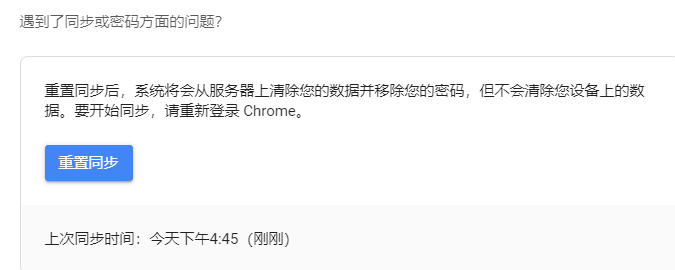 遇到了同步或密码方面的问题？
重置同步后，系统将会从服务器上清除您的数据并移除您的密码，但不会清除您设备上的数
据。要开始同步，请重新登录 Chrome。
重置同步
上次同步时间：今天下午4:45（刚刚）